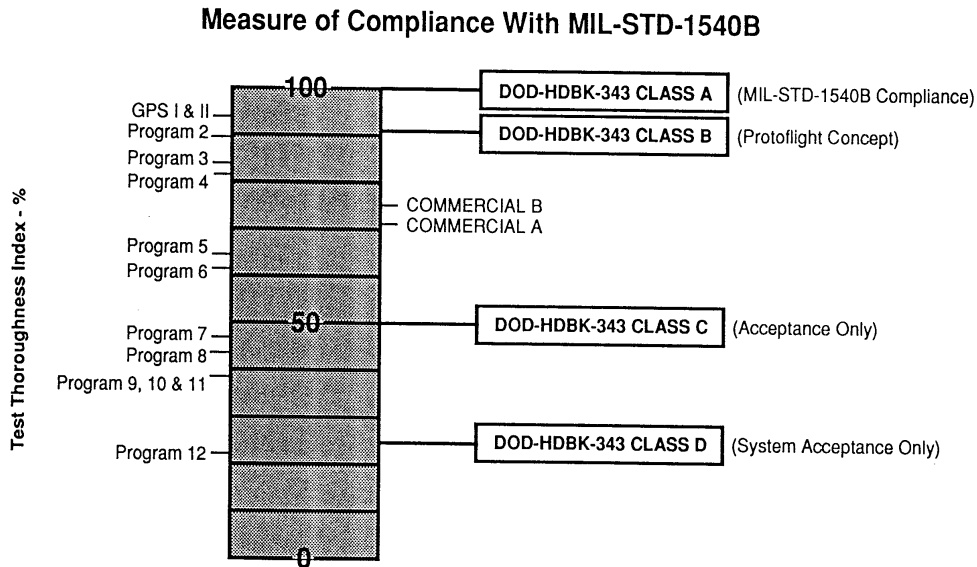 Measure of Compliance With MIL-STD-1540B
Test Thoroughness Index - %
100
GPS I & II
Program 2
Program 3
Program 4
Program 5
Program 6
50
Program 7
Program 8
Program 9, 10 & 11
Program 12
0
DOD-HDBK-343 CLASS A (MIL-STD-1540B Compliance)
DOD-HDBK-343 CLASS B (Protoflight Concept)
COMMERCIAL B
COMMERCIAL A
DOD-HDBK-343 CLASS C (Acceptance Only)
DOD-HDBK-343 CLASS D (System Acceptance Only)